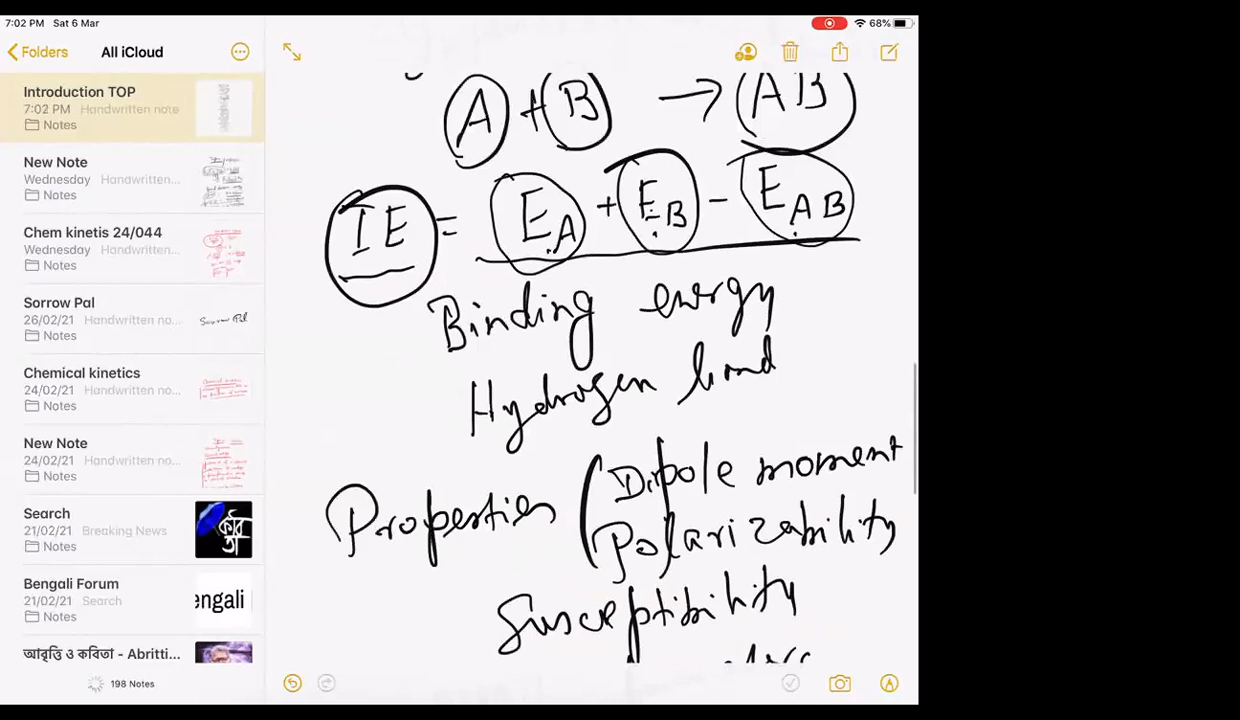 7:02 PM Sat 6 Mar
68%
Folders
All iCloud
Introduction TOP
7:02 PM Handwritten note
Notes
New Note
Wednesday Handwritten...
Notes
Chem kinetis 24/044
Wednesday Handwritten...
Notes
Sorrow Pal
26/02/21 Handwritten no...
Notes
Chemical kinetics
24/02/21 Handwritten no...
Notes
New Note
24/02/21 Handwritten no...
Notes
Search
21/02/21 Breaking News
Notes
Bengali Forum
21/02/21 Search
Notes
engali
আবৃত্তি ও কবিতা - Abritti...
198 Notes
A + B → AB
IE = EA + EB - EAB
Binding energy
Hydrogen bond
Properties (Dipole moment
Polarizability
Susceptibility